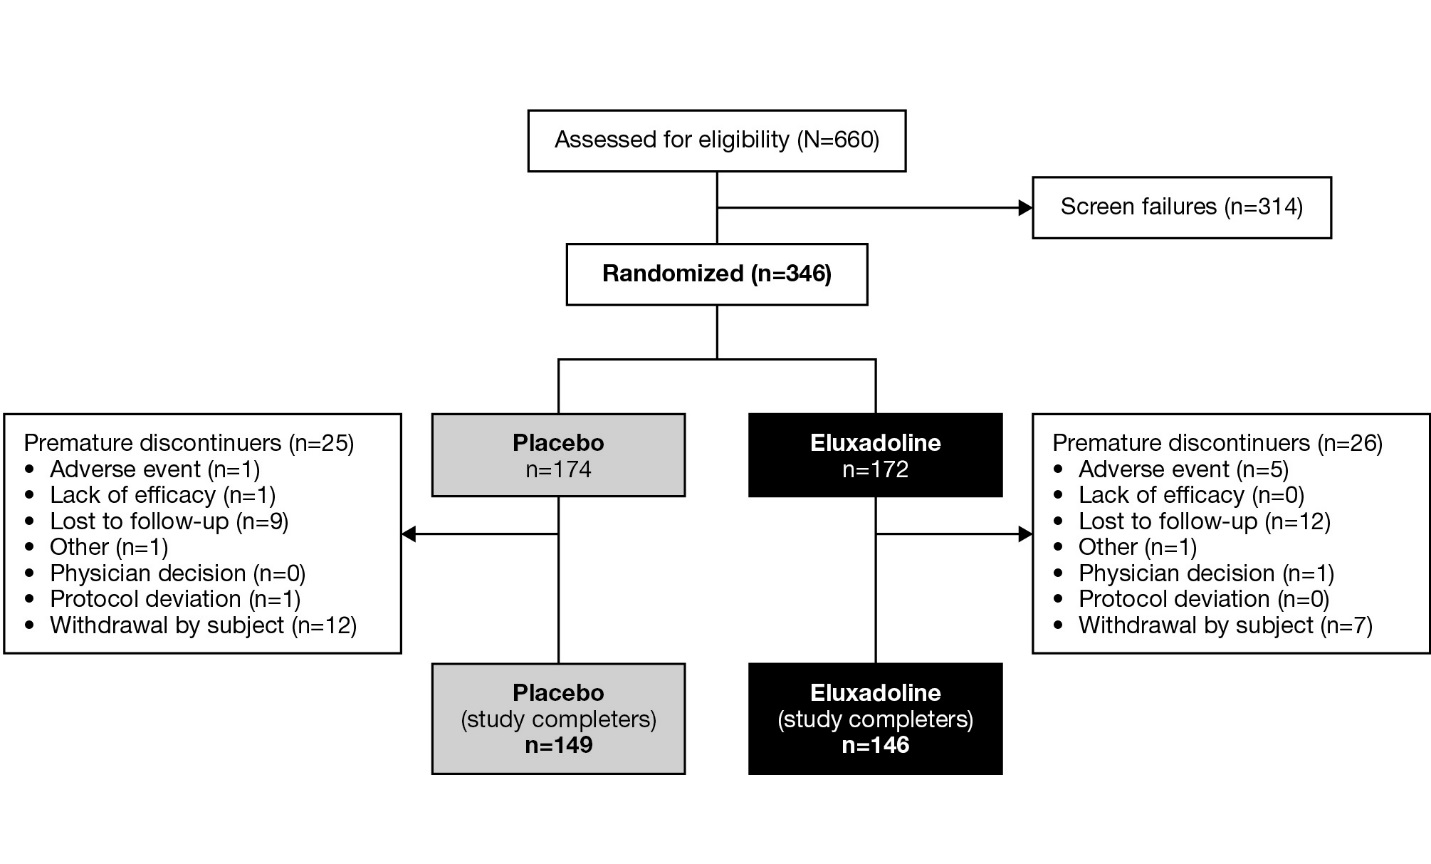 Assessed for eligibility (N=660)
Screen failures (n=314)
Randomized (n=346)
Premature discontinuers (n=25)
• Adverse event (n=1)
• Lack of efficacy (n=1)
• Lost to follow-up (n=9)
• Other (n=1)
• Physician decision (n=0)
• Protocol deviation (n=1)
• Withdrawal by subject (n=12)
Placebo
n=174
Eluxadoline
n=172
Premature discontinuers (n=26)
• Adverse event (n=5)
• Lack of efficacy (n=0)
• Lost to follow-up (n=12)
• Other (n=1)
• Physician decision (n=1)
• Protocol deviation (n=0)
• Withdrawal by subject (n=7)
Placebo
(study completers)
n=149
Eluxadoline
(study completers)
n=146